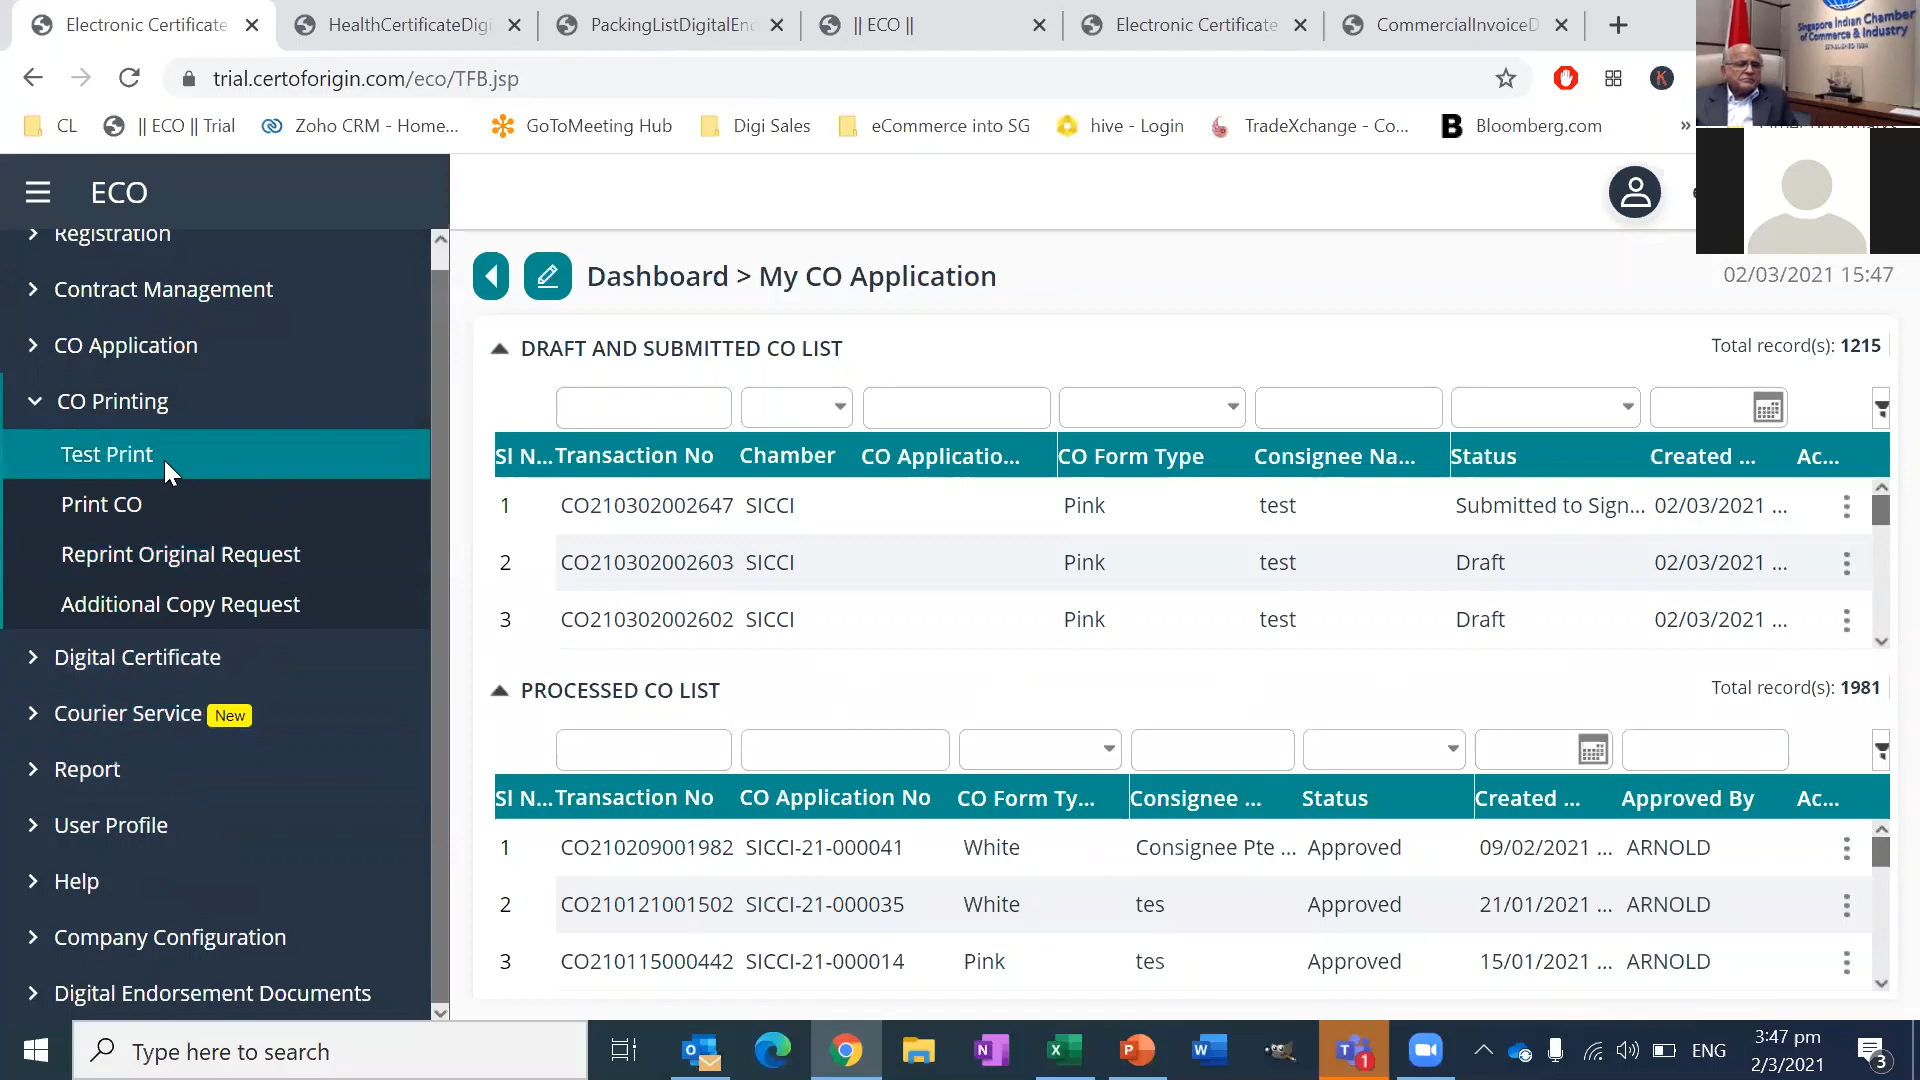 Electronic Certificate
HealthCertificateDigi
PackingListDigitalEnd
|| ECO ||
Electronic Certificate
CommercialInvoiceD
Singapore Indian Chamber
of Commerce & Industry
trial.certoforigin.com/eco/TFB.jsp
K
CL
|| ECO || Trial
Zoho CRM - Home...
GoToMeeting Hub
Digi Sales
eCommerce into SG
hive - Login
TradeXchange - Co...
B Bloomberg.com
»
ECO
Registration
Contract Management
CO Application
CO Printing
Test Print
Print CO
Reprint Original Request
Additional Copy Request
Digital Certificate
Courier Service New
Report
User Profile
Help
Company Configuration
Digital Endorsement Documents
Dashboard > My CO Application
02/03/2021 15:47
DRAFT AND SUBMITTED CO LIST
Total record(s): 1215
Sl N... Transaction No Chamber CO Applicatio... CO Form Type Consignee Na... Status Created ... Ac...
1 CO210302002647 SICCI Pink test Submitted to Sign... 02/03/2021 ...
2 CO210302002603 SICCI Pink test Draft 02/03/2021 ...
3 CO210302002602 SICCI Pink test Draft 02/03/2021 ...
PROCESSED CO LIST
Total record(s): 1981
Sl N... Transaction No CO Application No CO Form Ty... Consignee ... Status Created ... Approved By Ac...
1 CO210209001982 SICCI-21-000041 White Consignee Pte ... Approved 09/02/2021 ... ARNOLD
2 CO210121001502 SICCI-21-000035 White tes Approved 21/01/2021 ... ARNOLD
3 CO210115000442 SICCI-21-000014 Pink tes Approved 15/01/2021 ... ARNOLD
Type here to search
ENG
3:47 pm
2/3/2021
3
1